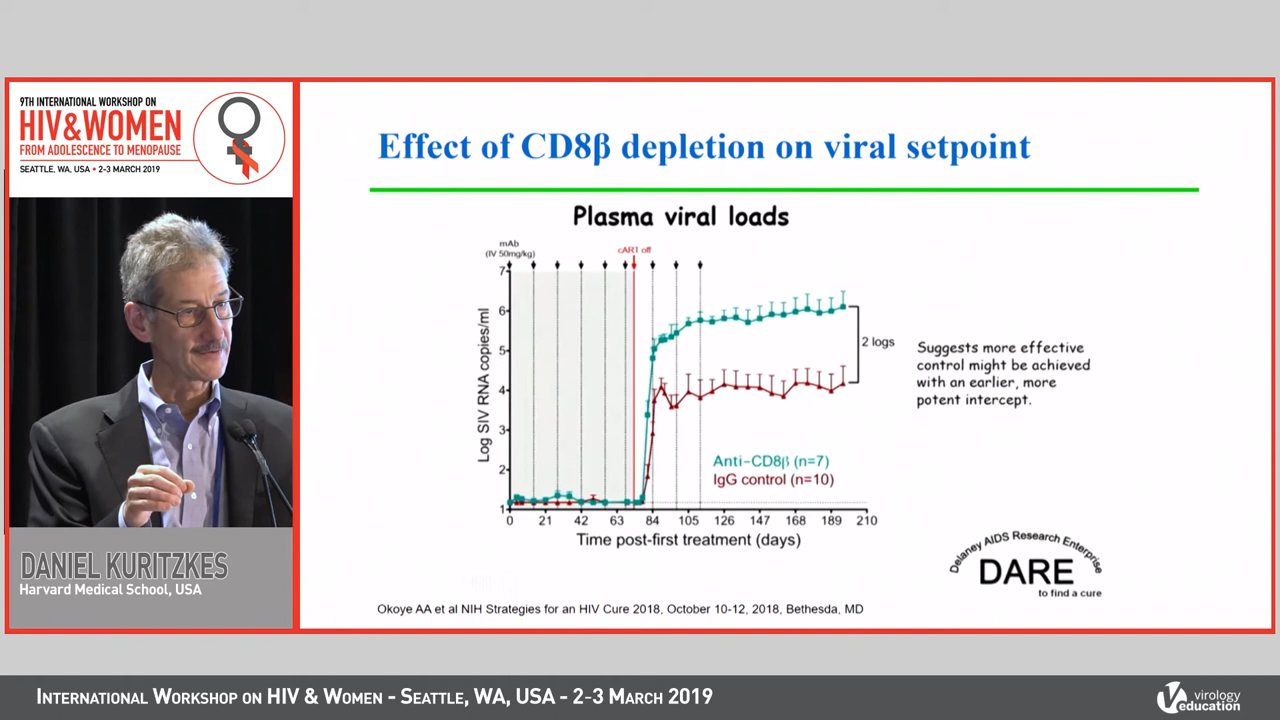 9TH INTERNATIONAL WORKSHOP ON
HIV&WOMEN
FROM ADOLESCENCE TO MENOPAUSE
SEATTLE, WA, USA • 2-3 MARCH 2019
DANIEL KURITZKES
Harvard Medical School, USA
Effect of CD8β depletion on viral setpoint
Plasma viral loads
mAb
(IV 50mg/kg)
cART off
7
6
5
4
3
2
1
Log SIV RNA copies/ml
2 logs
Anti-CD8β (n=7)
IgG control (n=10)
0 21 42 63 84 105 126 147 168 189 210
Time post-first treatment (days)
Suggests more effective
control might be achieved
with an earlier, more
potent intercept.
Delaney AIDS Research Enterprise
DARE
to find a cure
Okoye AA et al NIH Strategies for an HIV Cure 2018, October 10-12, 2018, Bethesda, MD
INTERNATIONAL WORKSHOP ON HIV & WOMEN - SEATTLE, WA, USA - 2-3 MARCH 2019
virology
education